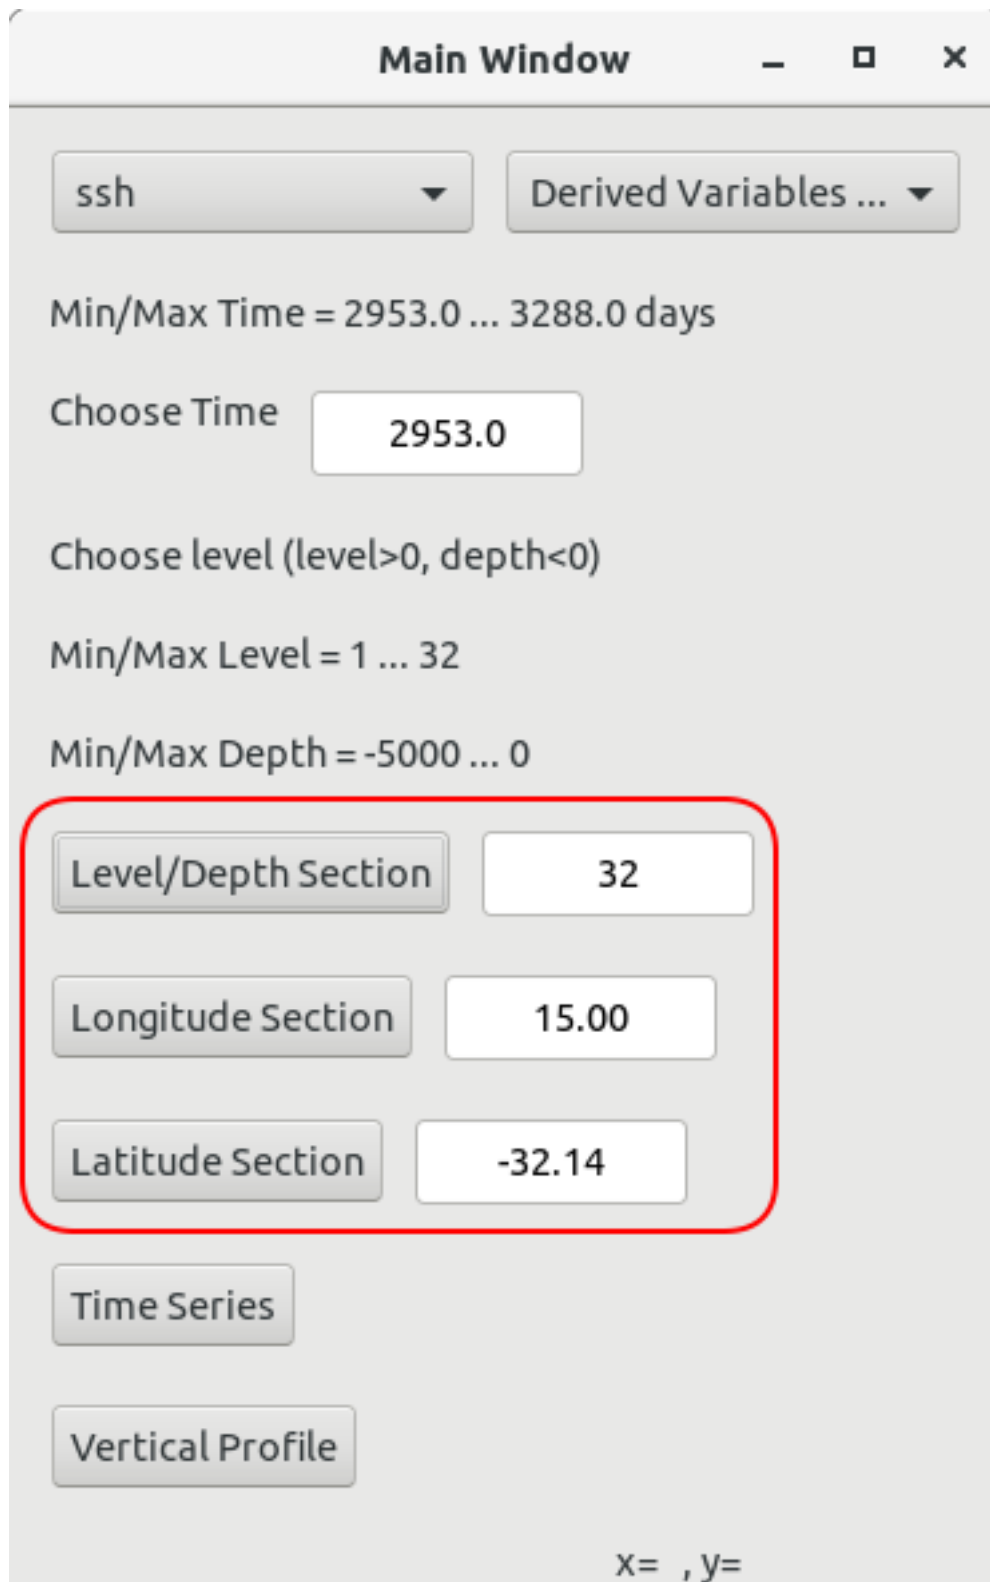 Main Window
ssh Derived Variables ...
Min/Max Time = 2953.0 ... 3288.0 days
Choose Time 2953.0
Choose level (level>0, depth<0)
Min/Max Level = 1 ... 32
Min/Max Depth = -5000 ... 0
Level/Depth Section 32
Longitude Section 15.00
Latitude Section -32.14
Time Series
Vertical Profile
x= , y=